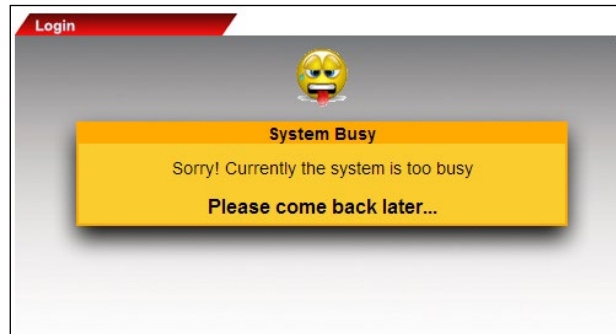 Login
System Busy
Sorry! Currently the system is too busy
Please come back later...